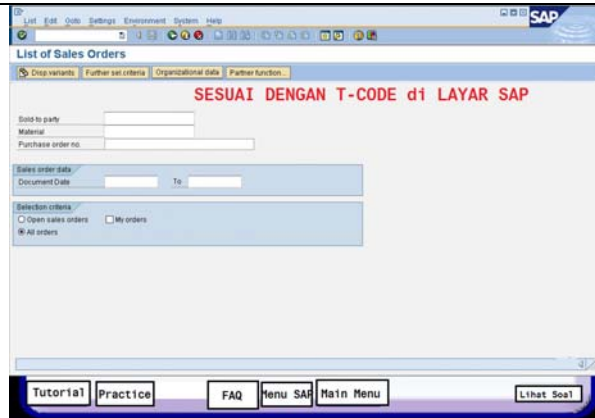 List Edit Goto Settings Environment System Help
SAP
List of Sales Orders
Disp.variants Further sel.criteria Organizational data Partner function...
SESUAI DENGAN T-CODE di LAYAR SAP
Sold-to party
Material
Purchase order no.
Sales order data
Document Date To
Selection criteria
Open sales orders My orders
All orders
Tutorial Practice FAQ Menu SAP Main Menu Lihat Soal